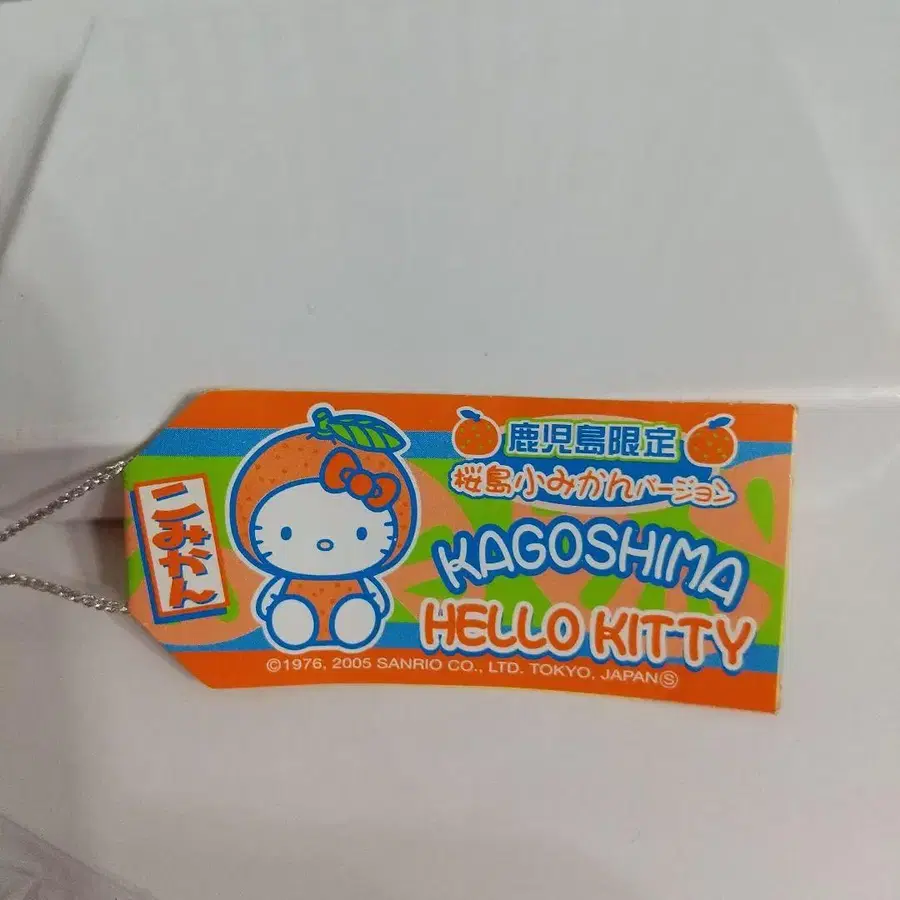 こみかん
鹿児島限定
桜島小みかんバージョン
KAGOSHIMA
HELLO KITTY
©1976, 2005 SANRIO CO., LTD. TOKYO, JAPANⓈ